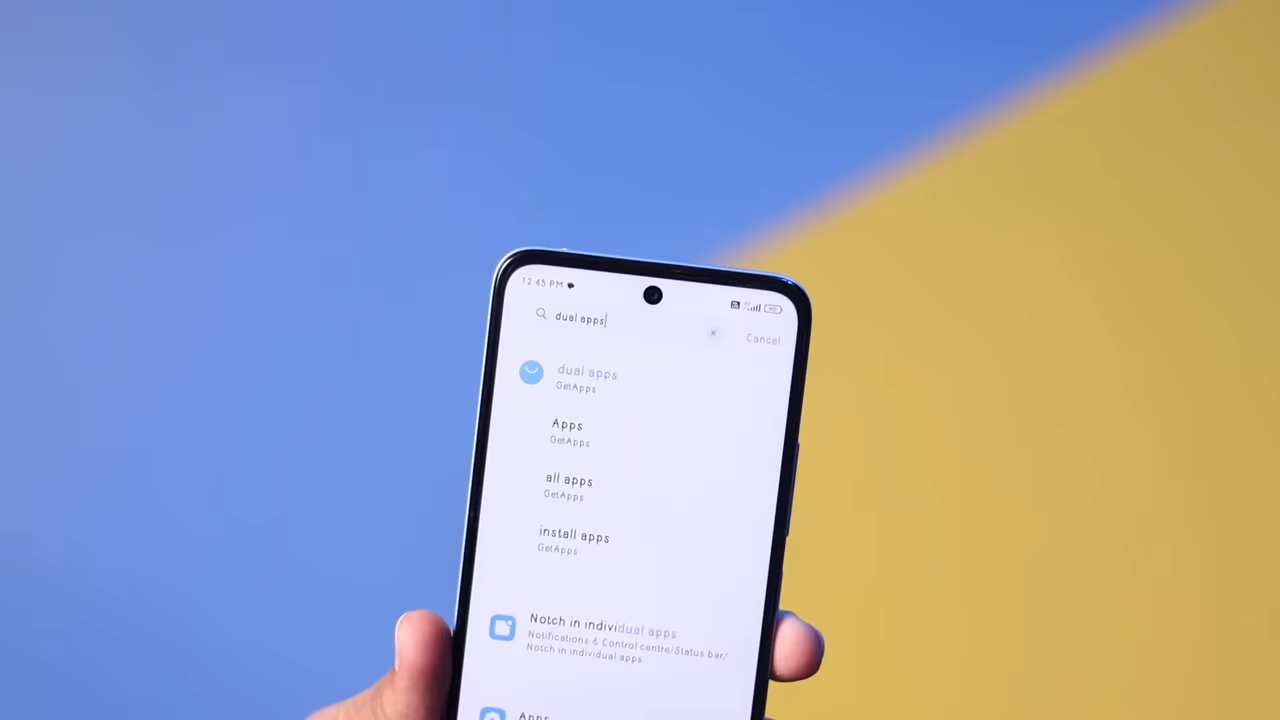 12:45 PM
dual apps
Cancel
dual apps
GetApps
Apps
GetApps
all apps
GetApps
install apps
GetApps
Notch in individual apps
Notifications & Control centre/Status bar/
Notch in individual apps
Apps